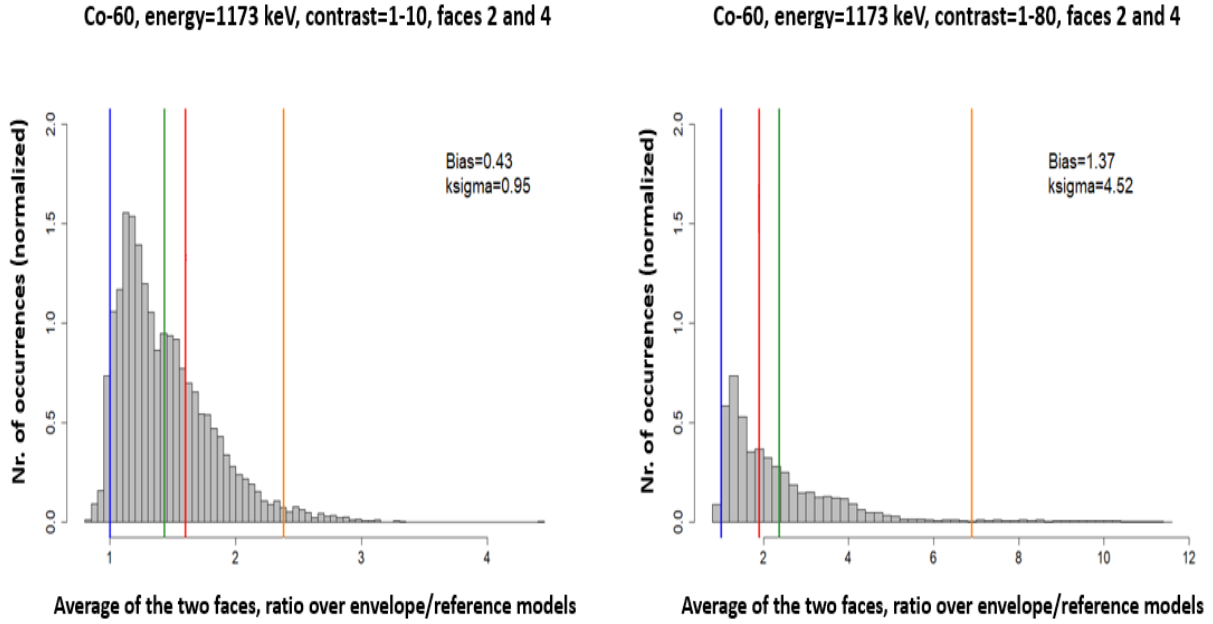 Co-60, energy=1173 keV, contrast=1-10, faces 2 and 4
Nr. of occurrences (normalized)
2.0
1.5
1.0
0.5
0.0
Bias=0.43
ksigma=0.95
1 2 3 4
Average of the two faces, ratio over envelope/reference models
Co-60, energy=1173 keV, contrast=1-80, faces 2 and 4
Nr. of occurrences (normalized)
2.0
1.5
1.0
0.5
0.0
Bias=1.37
ksigma=4.52
2 4 6 8 10 12
Average of the two faces, ratio over envelope/reference models